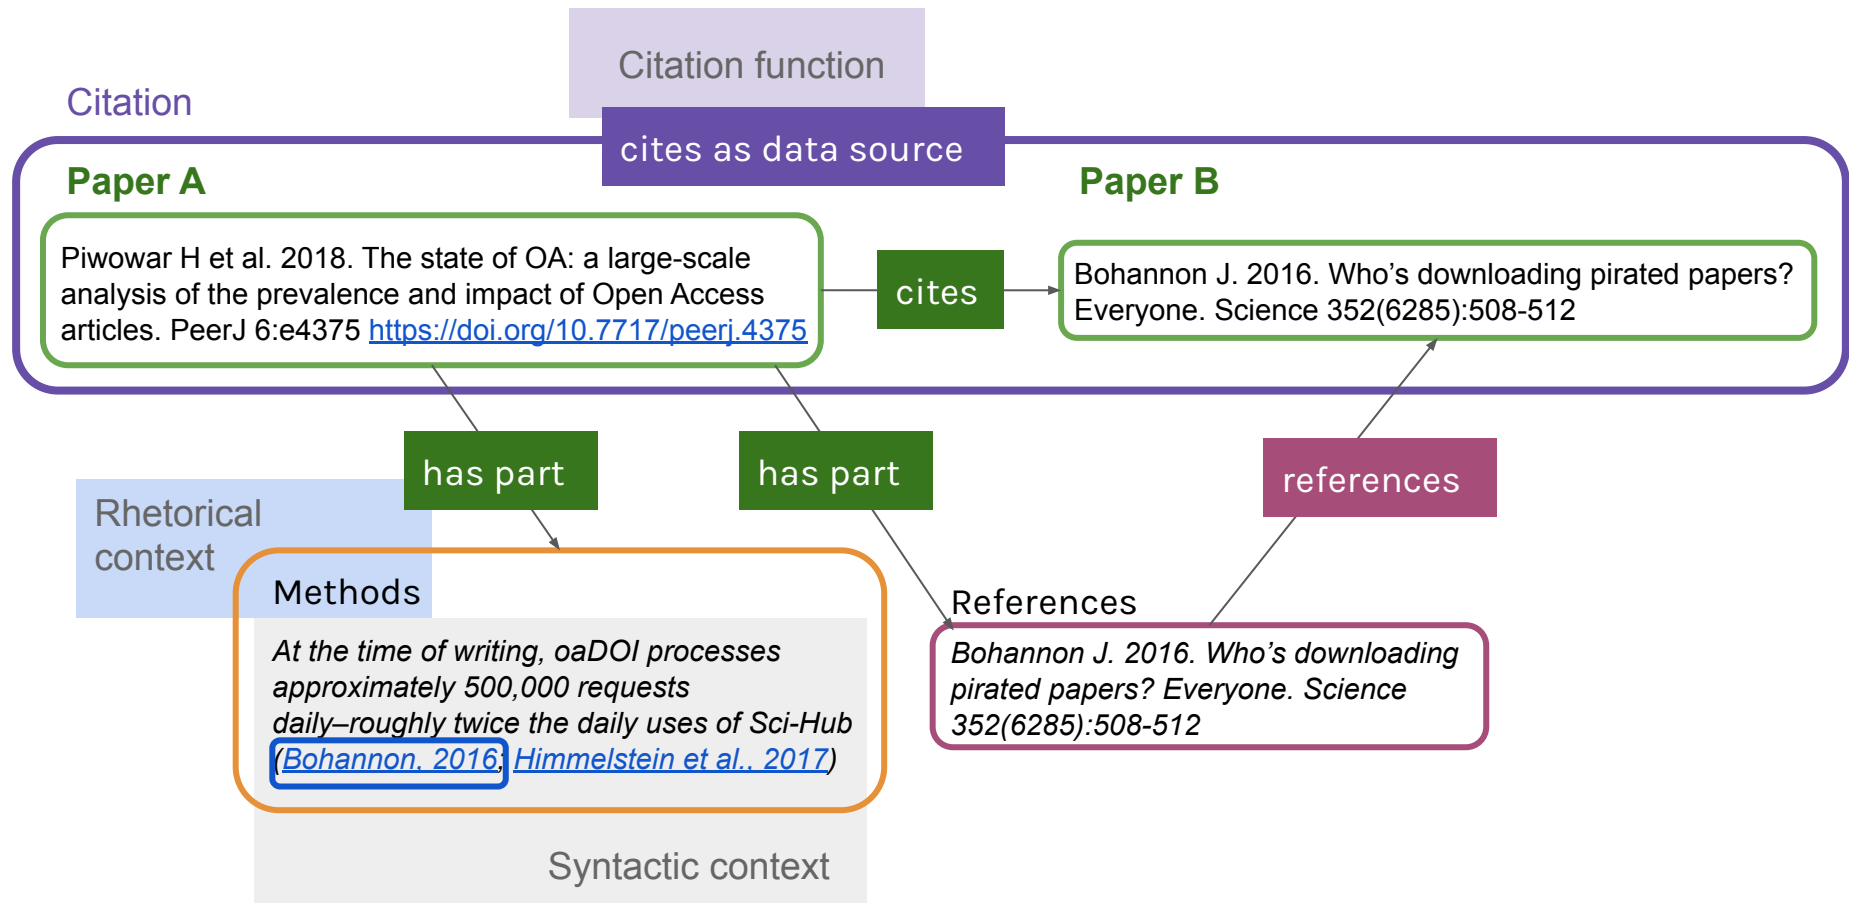 Citation function
Citation
cites as data source
Paper A
Paper B
Piwowar H et al. 2018. The state of OA: a large-scale
analysis of the prevalence and impact of Open Access
articles. PeerJ 6:e4375 https://doi.org/10.7717/peerj.4375
cites
Bohannon J. 2016. Who’s downloading pirated papers?
Everyone. Science 352(6285):508-512
has part
has part
references
Rhetorical
context
Methods
At the time of writing, oaDOI processes
approximately 500,000 requests
daily–roughly twice the daily uses of Sci-Hub
(Bohannon, 2016; Himmelstein et al., 2017)
References
Bohannon J. 2016. Who’s downloading
pirated papers? Everyone. Science
352(6285):508-512
Syntactic context